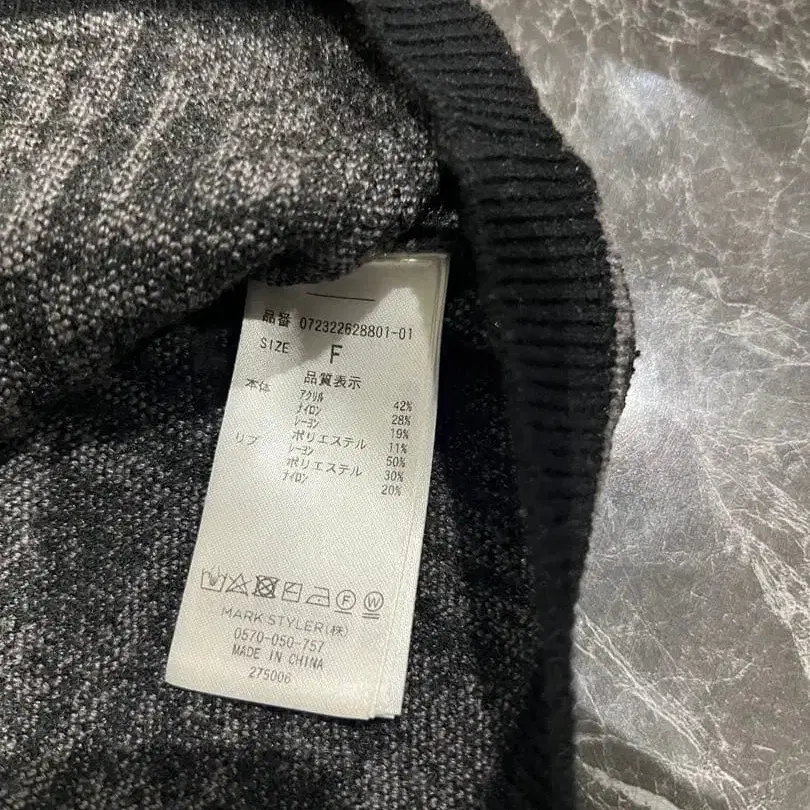 品番 072322628801-01
SIZE F
品質表示
本体 アクリル 42%
ナイロン 28%
レーヨン 19%
ポリエステル 11%
リブ レーヨン 50%
ポリエステル 30%
ナイロン 20%
F W
MARK STYLER(株)
0570-050-757
MADE IN CHINA
275006